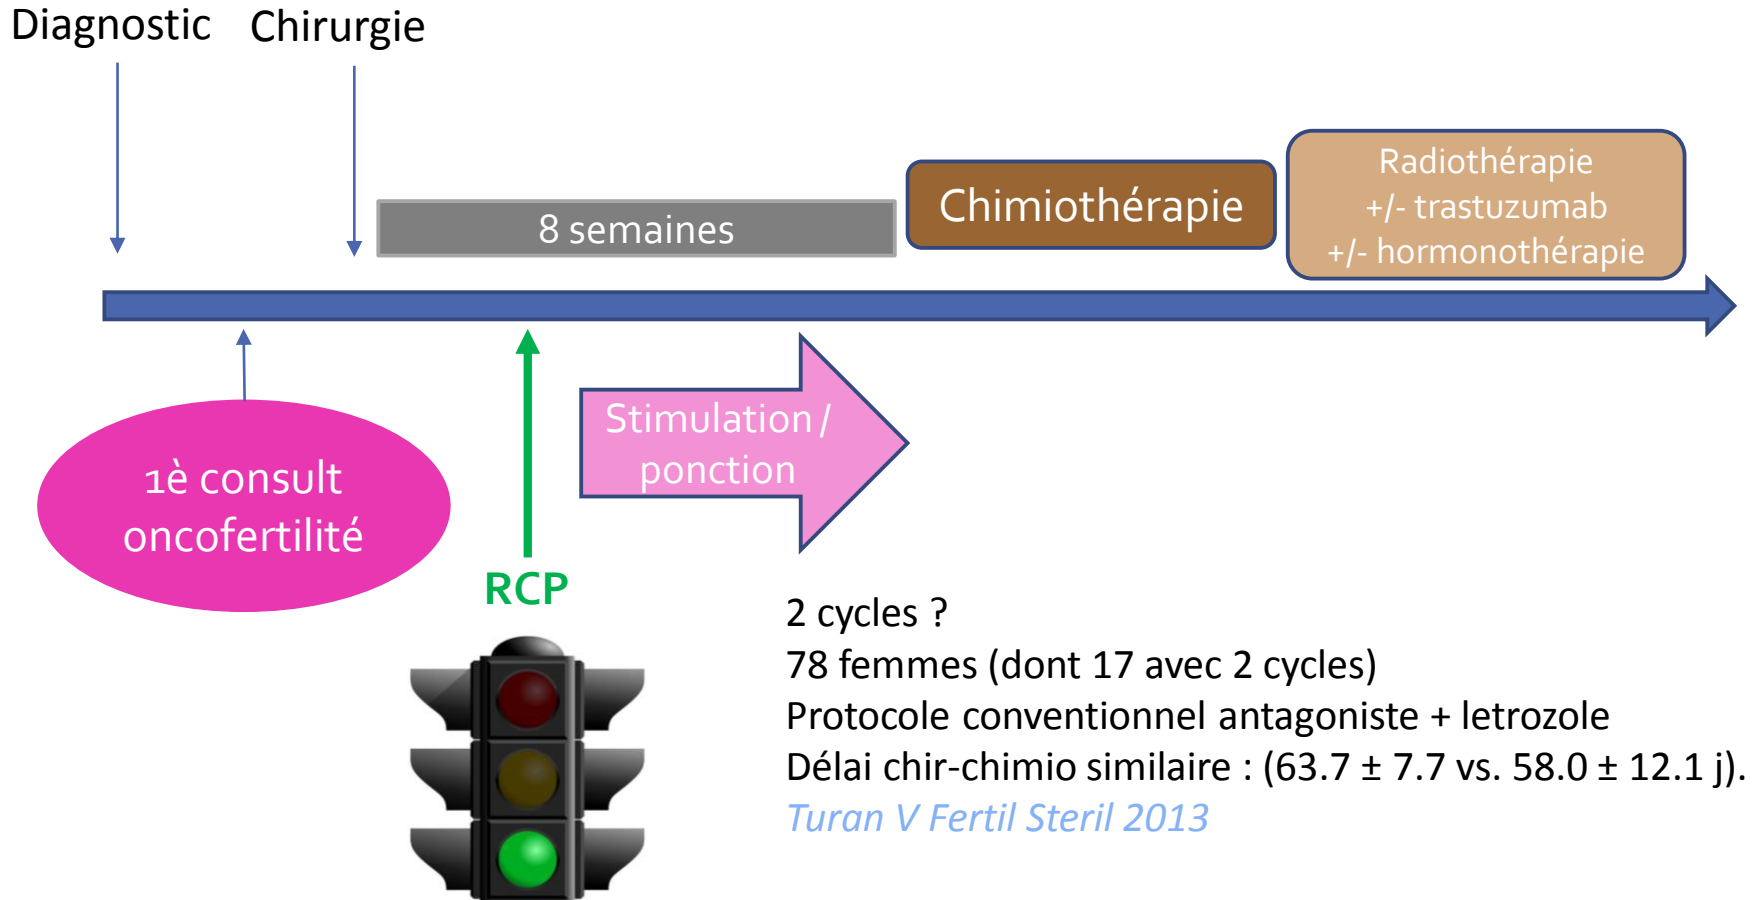 Diagnostic
Chirurgie
8 semaines
Chimiothérapie
Radiothérapie
+/- trastuzumab
+/- hormonothérapie
1è consult
oncofertilité
Stimulation /
ponction
RCP
2 cycles ?
78 femmes (dont 17 avec 2 cycles)
Protocole conventionnel antagoniste + letrozole
Délai chir-chimio similaire : (63.7 ± 7.7 vs. 58.0 ± 12.1 j).
Turan V Fertil Steril 2013